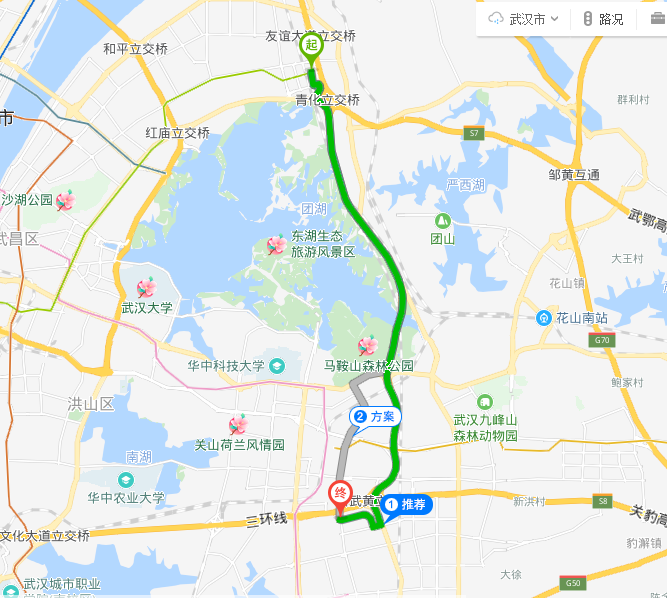 武汉市
路况
友谊大道立交桥
和平立交桥
起
青化立交桥
群利村
市
红庙立交桥
S7
邹黄互通
严西湖
沙湖公园
团湖
武鄂高
武昌区
东湖生态
旅游风景区
团山
大王村
花山镇
武汉大学
花山南站
G70
华中科技大学
马鞍山森林公园
鲍家村
洪山区
2 方案
武汉九峰山
森林动物园
关山荷兰风情园
南湖
华中农业大学
终
武黄立
1 推荐
新洪村
S8
三环线
关豹高
文化大道立交桥
豹澥镇
大徐
G50
武汉城市职业